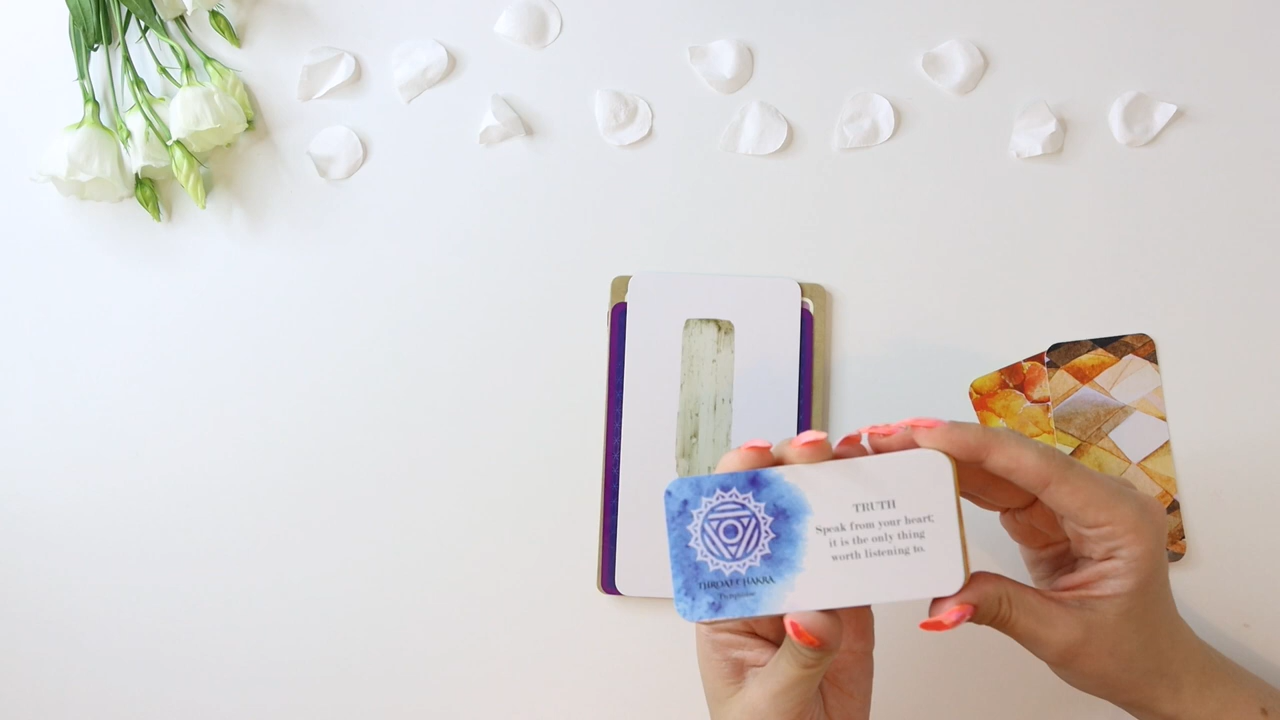 THROAT CHAKRA
TRUTH
Speak from your heart;
it is the only thing
worth listening to.